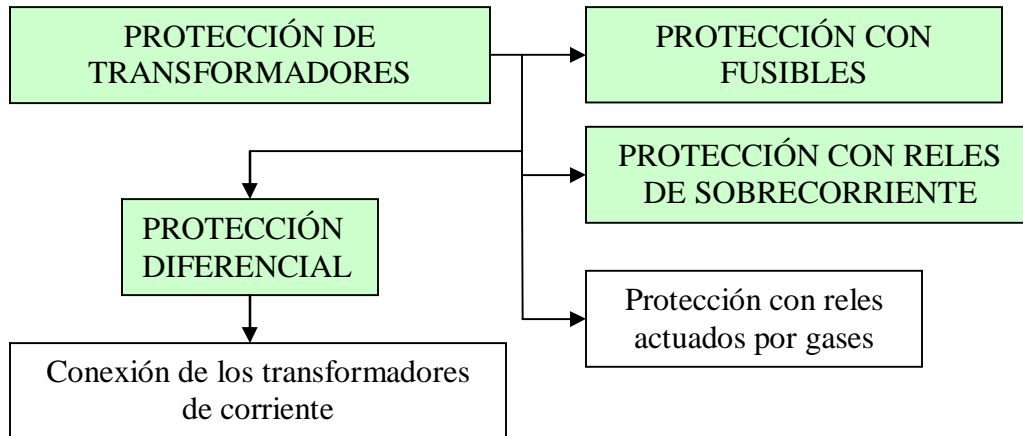 PROTECCIÓN DE
TRANSFORMADORES
PROTECCIÓN CON
FUSIBLES
PROTECCIÓN CON RELES
DE SOBRECORRIENTE
PROTECCIÓN
DIFERENCIAL
Protección con reles
actuados por gases
Conexión de los transformadores
de corriente